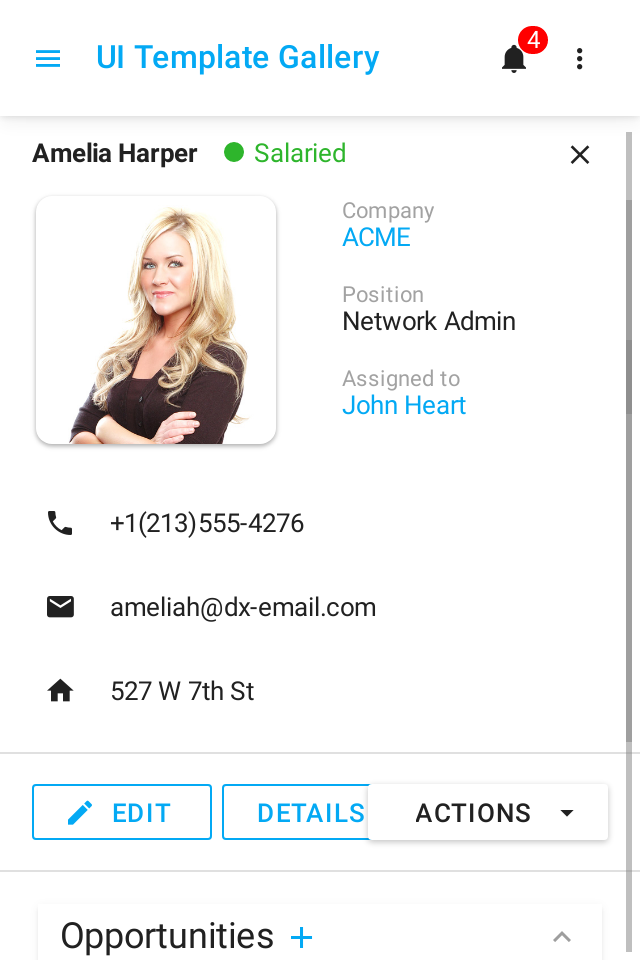 UI Template Gallery
4
Amelia Harper
Salaried
Company
ACME
Position
Network Admin
Assigned to
John Heart
+1(213)555-4276
ameliah@dx-email.com
527 W 7th St
EDIT
DETAILS
ACTIONS
Opportunities